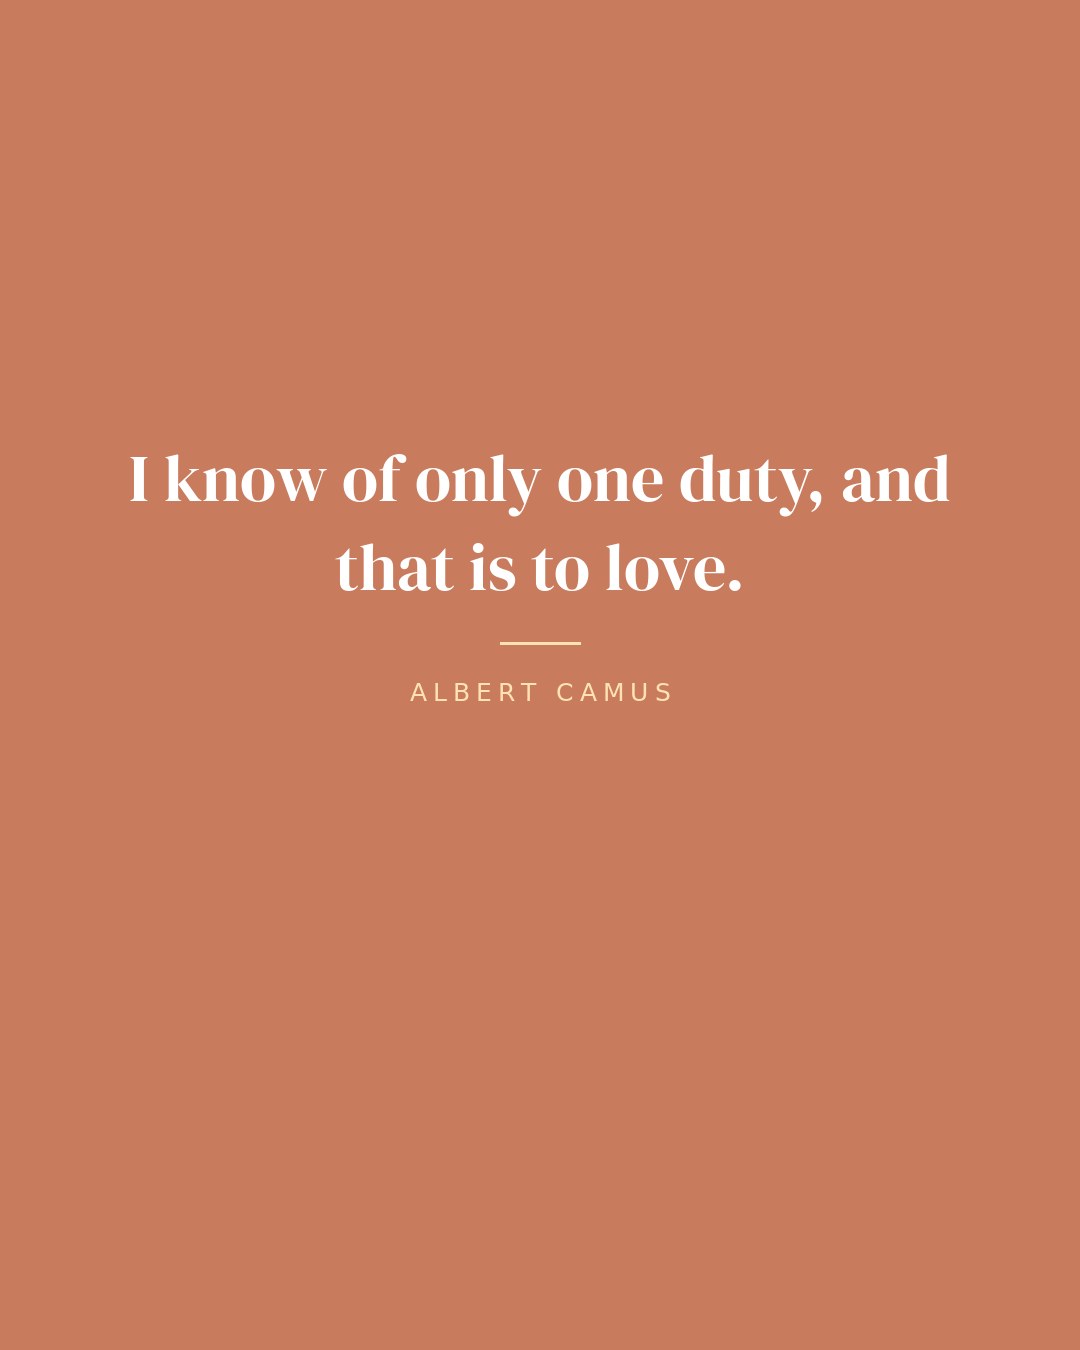 I know of only one duty, and
that is to love.
ALBERT CAMUS